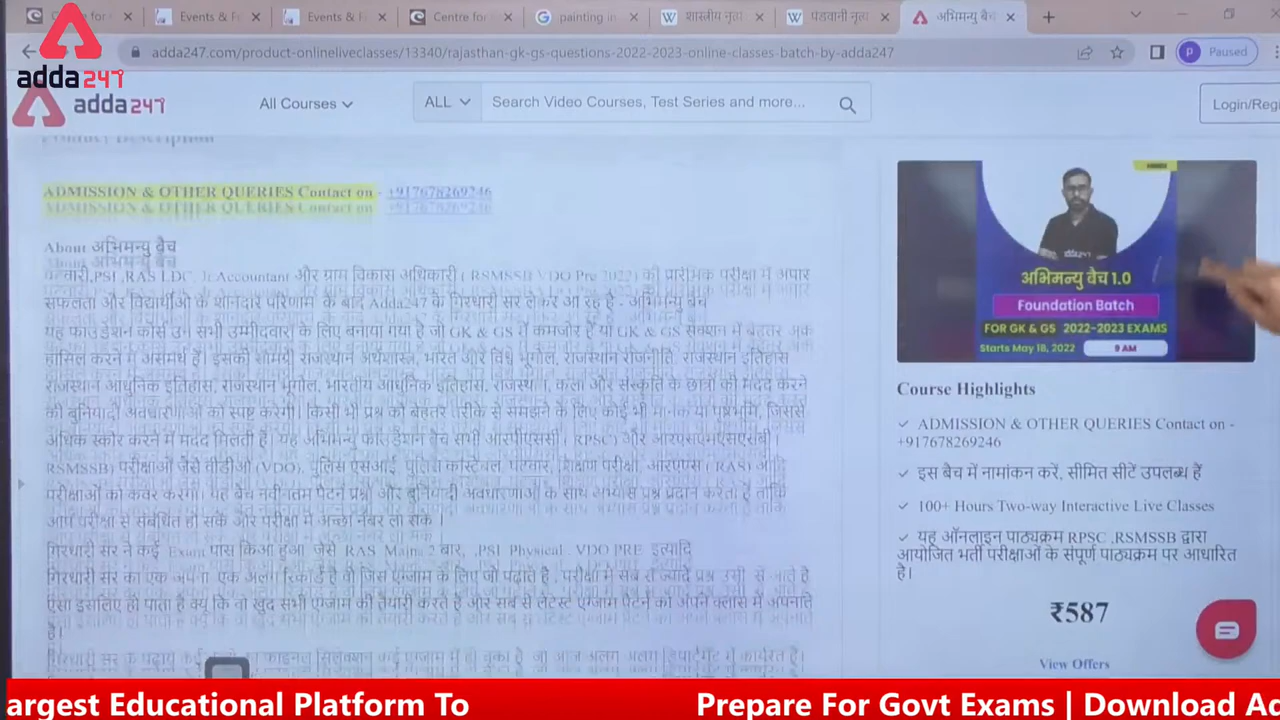 Centre for
Events & F
Events & F
Centre for
painting in
शास्त्रीय नृत्य
पंडवानी नृत्य
अभिमन्यु बैच
adda247.com/product-onlineliveclasses/13340/rajasthan-gk-gs-questions-2022-2023-online-classes-batch-by-adda247
p Paused
adda247
adda247
All Courses
ALL
Search Video Courses, Test Series and more...
Login/Reg
Product Description
ADMISSION & OTHER QUERIES Contact on - +917678269246
About अभिमन्यु बैच
पटवारी,PSI ,RAS LDC, Jr.Accountant और ग्राम विकास अधिकारी ( RSMSSB VDO Pre 2022) की प्रारंभिक परीक्षा में अपार
सफलता और विद्यार्थीओ के शानदार परिणाम के बाद Adda247 के गिरधारी सर लेकर आ रहे है - अभिमन्यु बैच
यह फाउंडेशन कोर्स उन सभी उम्मीदवारों के लिए बनाया गया है जो GK & GS में कमजोर हैं या GK & GS सेक्शन में बेहतर अंक
हासिल करने में असमर्थ हैं। इसकी सामग्री राजस्थान अर्थशास्त्र, भारत और विश्व भूगोल, राजस्थान राजनीति, राजस्थान इतिहास
राजस्थान आधुनिक इतिहास, राजस्थान भूगोल, भारतीय आधुनिक इतिहास, कला और संस्कृति के छात्रों की मदद करने
की बुनियादी अवधारणाओं को स्पष्ट करेगी। किसी भी प्रश्न को बेहतर तरीके से समझने के लिए कोई भी मानक या पृष्ठभूमि, जिससे
अधिक स्कोर करने में मदद मिलती है। यह अभिमन्यु फाउंडेशन बैच सभी आरपीएससी ( RPSC) और आरएसएमएसएसबी
RSMSSB) परीक्षाओं जैसे वीडीओ (VDO), पुलिस एसआई, पुलिस कांस्टेबल, पटवार, शिक्षण परीक्षा, आरएएस ( RAS) आदि
परीक्षाओं को कवर करेगा। यह बैच नवीनतम पैटर्न प्रश्नों और बुनियादी अवधारणाओं के साथ अभ्यास प्रश्न प्रदान करता है ताकि
आप परीक्षा से संबंधित हो सकें और परीक्षा में अच्छा नंबर ला सकें ।
गिरधारी सर ने कई Exam पास किआ हुआ जैसे RAS Mains 2 बार, ,PSI Physical , VDO PRE इत्यादि
गिरधारी सर का एक अपना एक अलग रिकॉर्ड है वो जिस एग्जाम के लिए जो पढ़ाते है , परीक्षा में सब से ज्यादे प्रश्न उसी से आते है
ऐसा इसलिए हो पाता है क्यू कि वो खुद सभी एग्जाम की तैयारी करते है और सब से लेटेस्ट एग्जाम पैटर्न को अपने क्लास में अपनाते
है।
अभिमन्यु बैच 1.0
Foundation Batch
FOR GK & GS 2022-2023 EXAMS
Starts May 18, 2022 9 AM
Course Highlights
ADMISSION & OTHER QUERIES Contact on -
+917678269246
इस बैच में नामांकन करें, सीमित सीटें उपलब्ध हैं
100+ Hours Two-way Interactive Live Classes
यह ऑनलाइन पाठ्यक्रम RPSC ,RSMSSB द्वारा
आयोजित भर्ती परीक्षाओं के संपूर्ण पाठ्यक्रम पर आधारित
है।
₹587
View Offers
argest Educational Platform To Prepare For Govt Exams | Download Ad